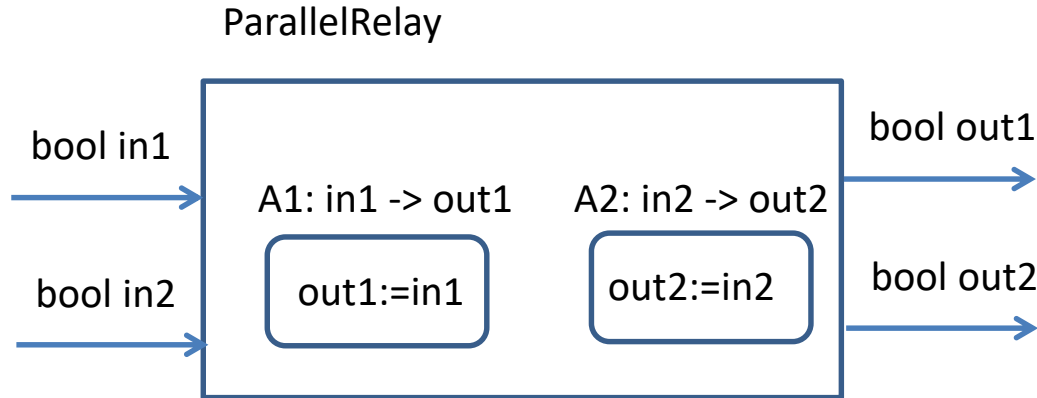 ParallelRelay
bool in1
bool out1
A1: in1 -> out1
A2: in2 -> out2
bool in2
out1:=in1
out2:=in2
bool out2